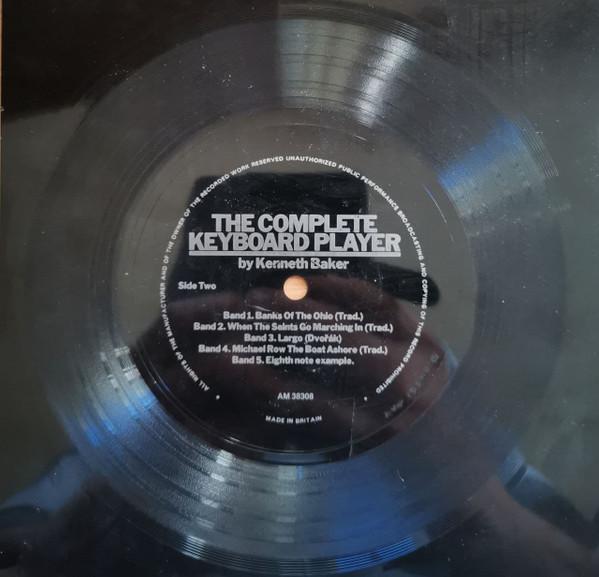 ALL RIGHTS OF THE MANUFACTURER AND OF THE OWNER OF THE RECORDED WORK RESERVED UNAUTHORIZED PUBLIC PERFORMANCE BROADCASTING AND COPYING OF THE RECORD PROHIBITED
THE COMPLETE
KEYBOARD PLAYER
by Kenneth Baker
Side Two
Band 1. Banks Of The Ohio (Trad.)
Band 2. When The Saints Go Marching In (Trad.)
Band 3. Largo (Dvořák)
Band 4. Michael Row The Boat Ashore (Trad.)
Band 5. Eighth note example.
AM 38308
MADE IN BRITAIN